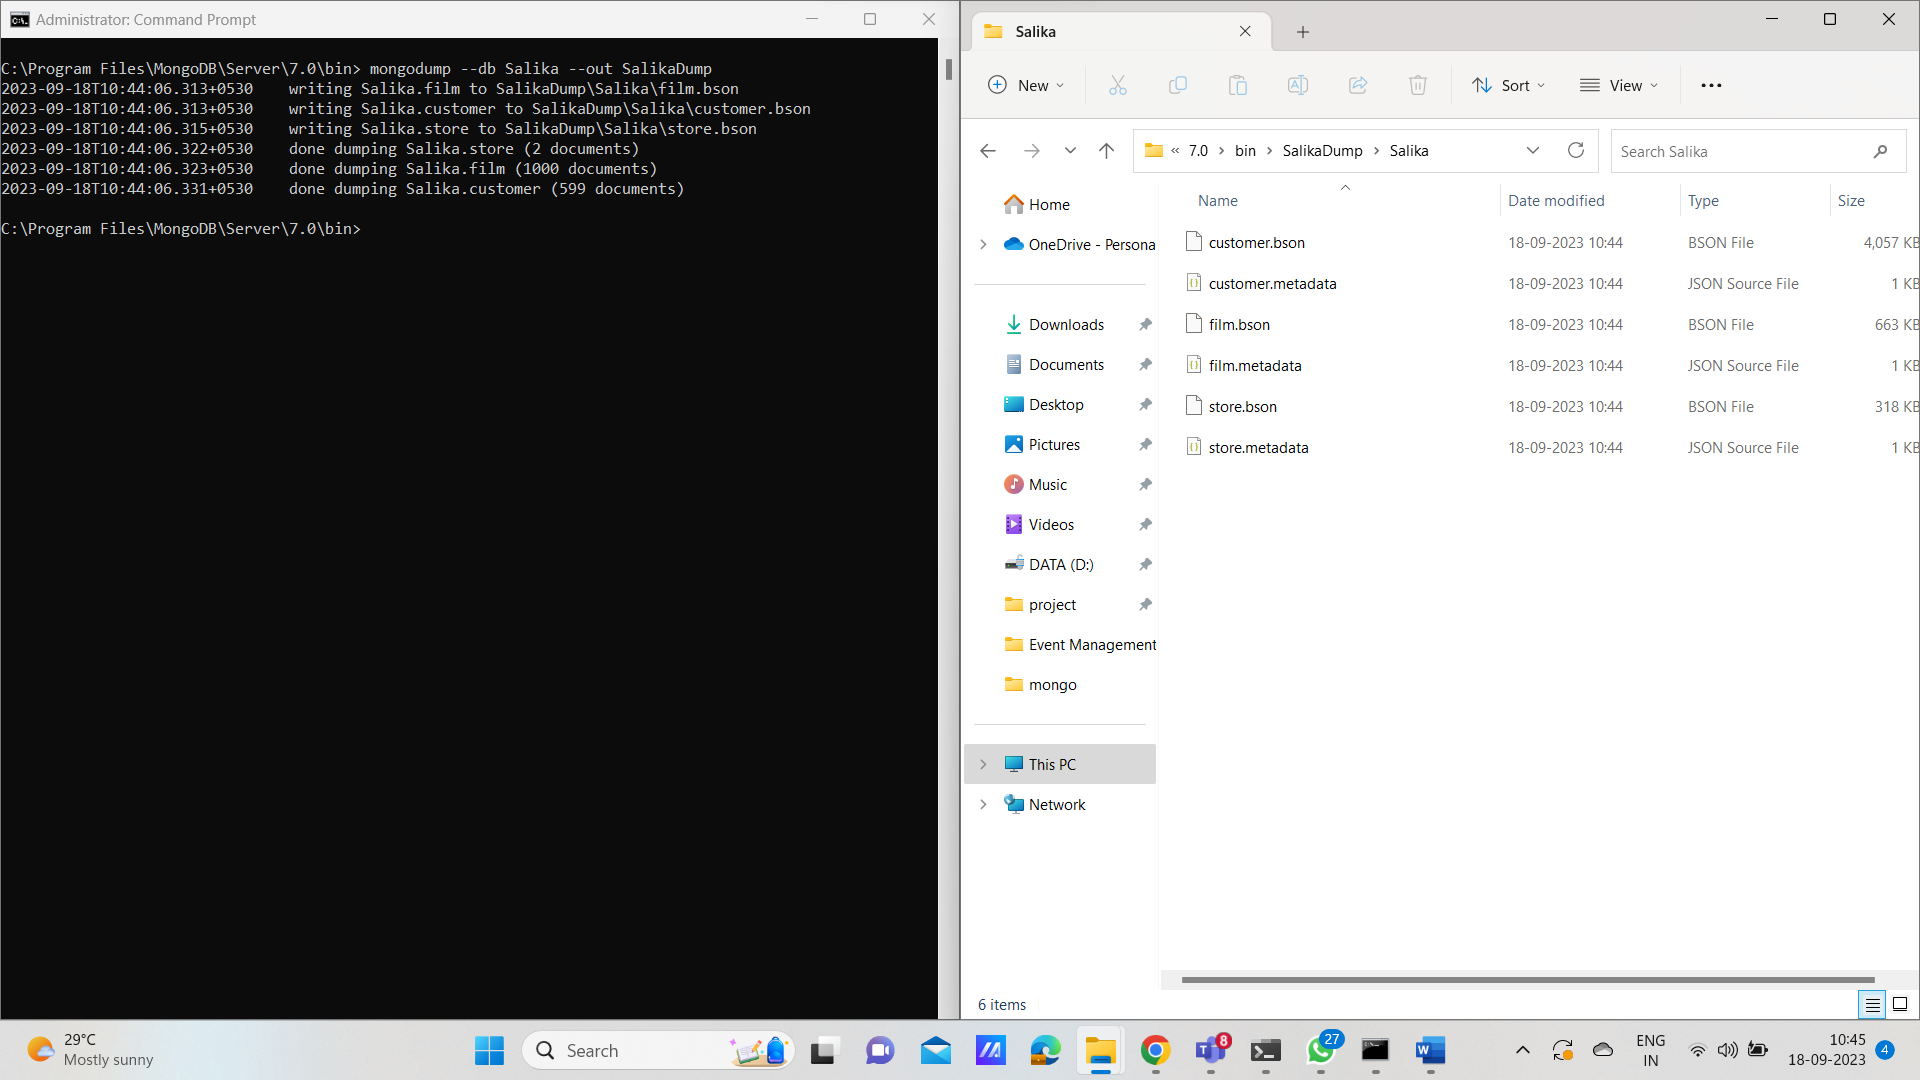 Administrator: Command Prompt
C:\Program Files\MongoDB\Server\7.0\bin> mongodump --db Salika --out SalikaDump
2023-09-18T10:44:06.313+0530    writing Salika.film to SalikaDump\Salika\film.bson
2023-09-18T10:44:06.313+0530    writing Salika.customer to SalikaDump\Salika\customer.bson
2023-09-18T10:44:06.315+0530    writing Salika.store to SalikaDump\Salika\store.bson
2023-09-18T10:44:06.322+0530    done dumping Salika.store (2 documents)
2023-09-18T10:44:06.323+0530    done dumping Salika.film (1000 documents)
2023-09-18T10:44:06.331+0530    done dumping Salika.customer (599 documents)
C:\Program Files\MongoDB\Server\7.0\bin>
Salika
New
Sort
View
« 7.0 > bin > SalikaDump > Salika
Search Salika
Home
OneDrive - Persona
Downloads
Documents
Desktop
Pictures
Music
Videos
DATA (D:)
project
Event Management
mongo
This PC
Network
Name Date modified Type Size
customer.bson 18-09-2023 10:44 BSON File 4,057 KB
customer.metadata 18-09-2023 10:44 JSON Source File 1 KB
film.bson 18-09-2023 10:44 BSON File 663 KB
film.metadata 18-09-2023 10:44 JSON Source File 1 KB
store.bson 18-09-2023 10:44 BSON File 318 KB
store.metadata 18-09-2023 10:44 JSON Source File 1 KB
6 items
29°C
Mostly sunny
Search
8
27
W
ENG
IN
10:45
18-09-2023
4